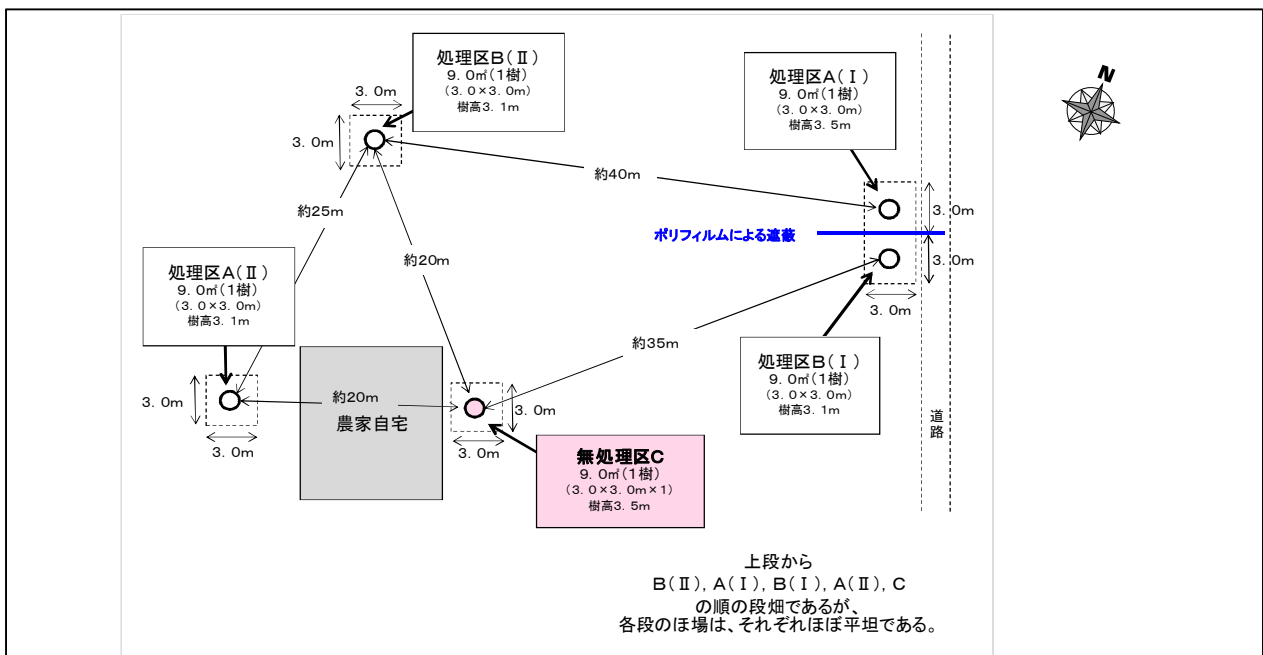 処理区B(Ⅱ)
9.0㎡(1樹)
(3.0×3.0m)
樹高3.1m
3.0m
3.0m
処理区A(Ⅰ)
9.0㎡(1樹)
(3.0×3.0m)
樹高3.5m
N
約40m
3.0m
ポリフィルムによる遮蔽
3.0m
3.0m
約25m
約20m
処理区A(Ⅱ)
9.0㎡(1樹)
(3.0×3.0m)
樹高3.1m
約35m
処理区B(Ⅰ)
9.0㎡(1樹)
(3.0×3.0m)
樹高3.1m
道路
3.0m
3.0m
約20m
農家自宅
3.0m
3.0m
無処理区C
9.0㎡(1樹)
(3.0×3.0m×1)
樹高3.5m
上段から
B(Ⅱ), A(Ⅰ), B(Ⅰ), A(Ⅱ), C
の順の段畑であるが、
各段のほ場は、それぞれほぼ平坦である。